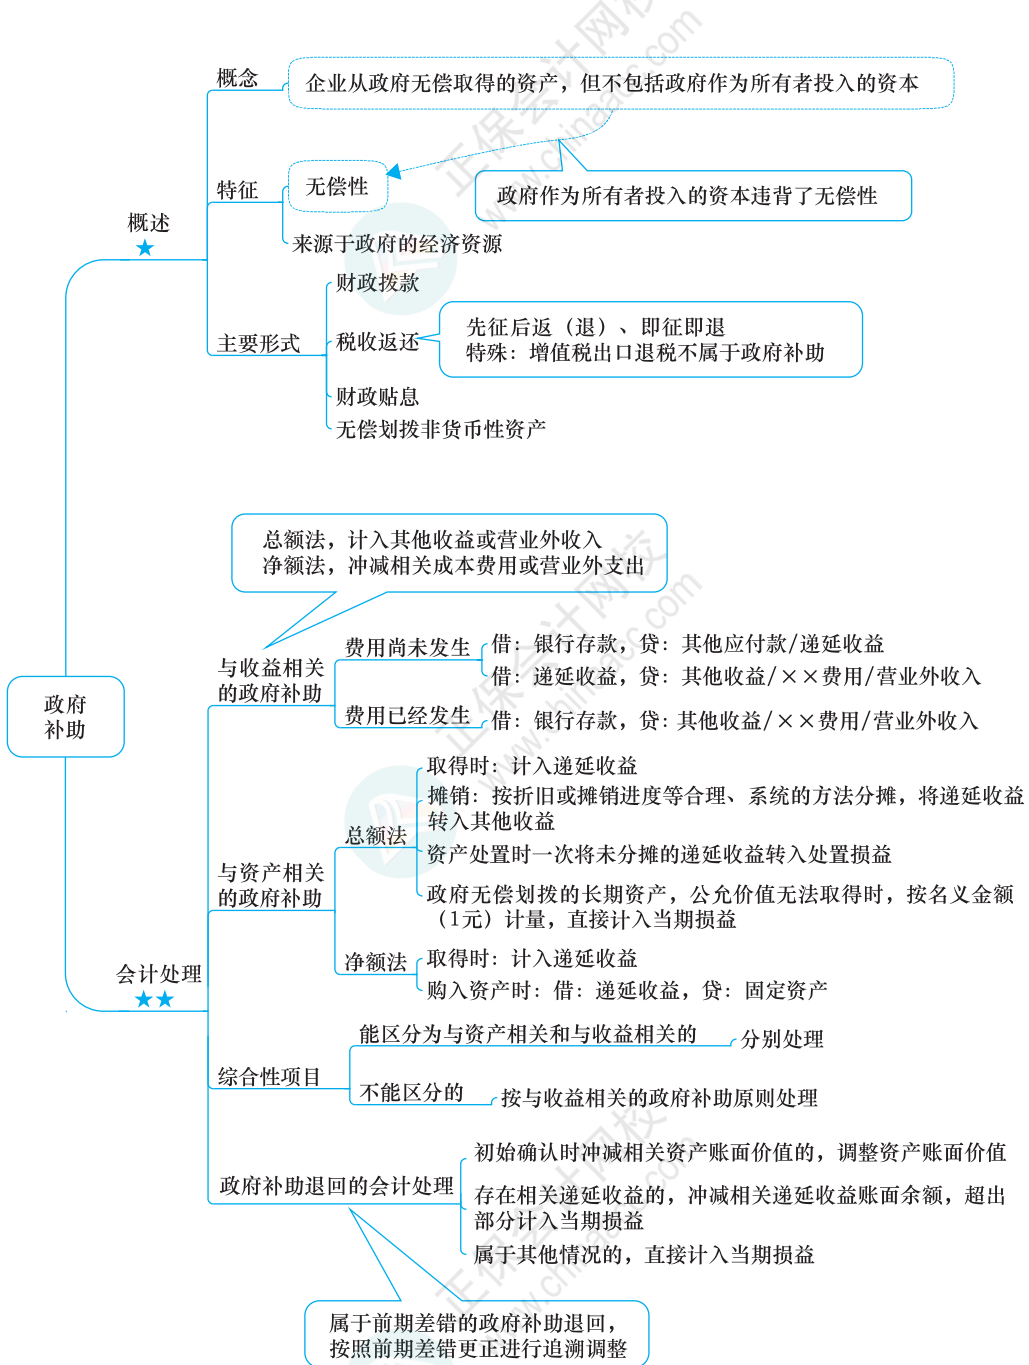 概念
企业从政府无偿取得的资产，但不包括政府作为所有者投入的资本
特征
无偿性
政府作为所有者投入的资本违背了无偿性
概述
★
来源于政府的经济资源
财政拨款
主要形式
税收返还
先征后返（退）、即征即退
特殊：增值税出口退税不属于政府补助
财政贴息
无偿划拨非货币性资产
总额法，计入其他收益或营业外收入
净额法，冲减相关成本费用或营业外支出
政府
补助
与收益相关
的政府补助
费用尚未发生
借：银行存款，贷：其他应付款/递延收益
借：递延收益，贷：其他收益/××费用/营业外收入
费用已经发生
借：银行存款，贷：其他收益/××费用/营业外收入
与资产相关
的政府补助
总额法
取得时：计入递延收益
摊销：按折旧或摊销进度等合理、系统的方法分摊，将递延收益
转入其他收益
资产处置时一次将未分摊的递延收益转入处置损益
政府无偿划拨的长期资产，公允价值无法取得时，按名义金额
（1元）计量，直接计入当期损益
净额法
取得时：计入递延收益
购入资产时：借：递延收益，贷：固定资产
会计处理
★★
综合性项目
能区分为与资产相关和与收益相关的
分别处理
不能区分的
按与收益相关的政府补助原则处理
政府补助退回的会计处理
初始确认时冲减相关资产账面价值的，调整资产账面价值
存在相关递延收益的，冲减相关递延收益账面余额，超出
部分计入当期损益
属于其他情况的，直接计入当期损益
属于前期差错的政府补助退回，
按照前期差错更正进行追溯调整
正保会计网校
www.chinaacc.com
正保会计网校
www.chinaacc.com
正保会计网校
www.chinaacc.com